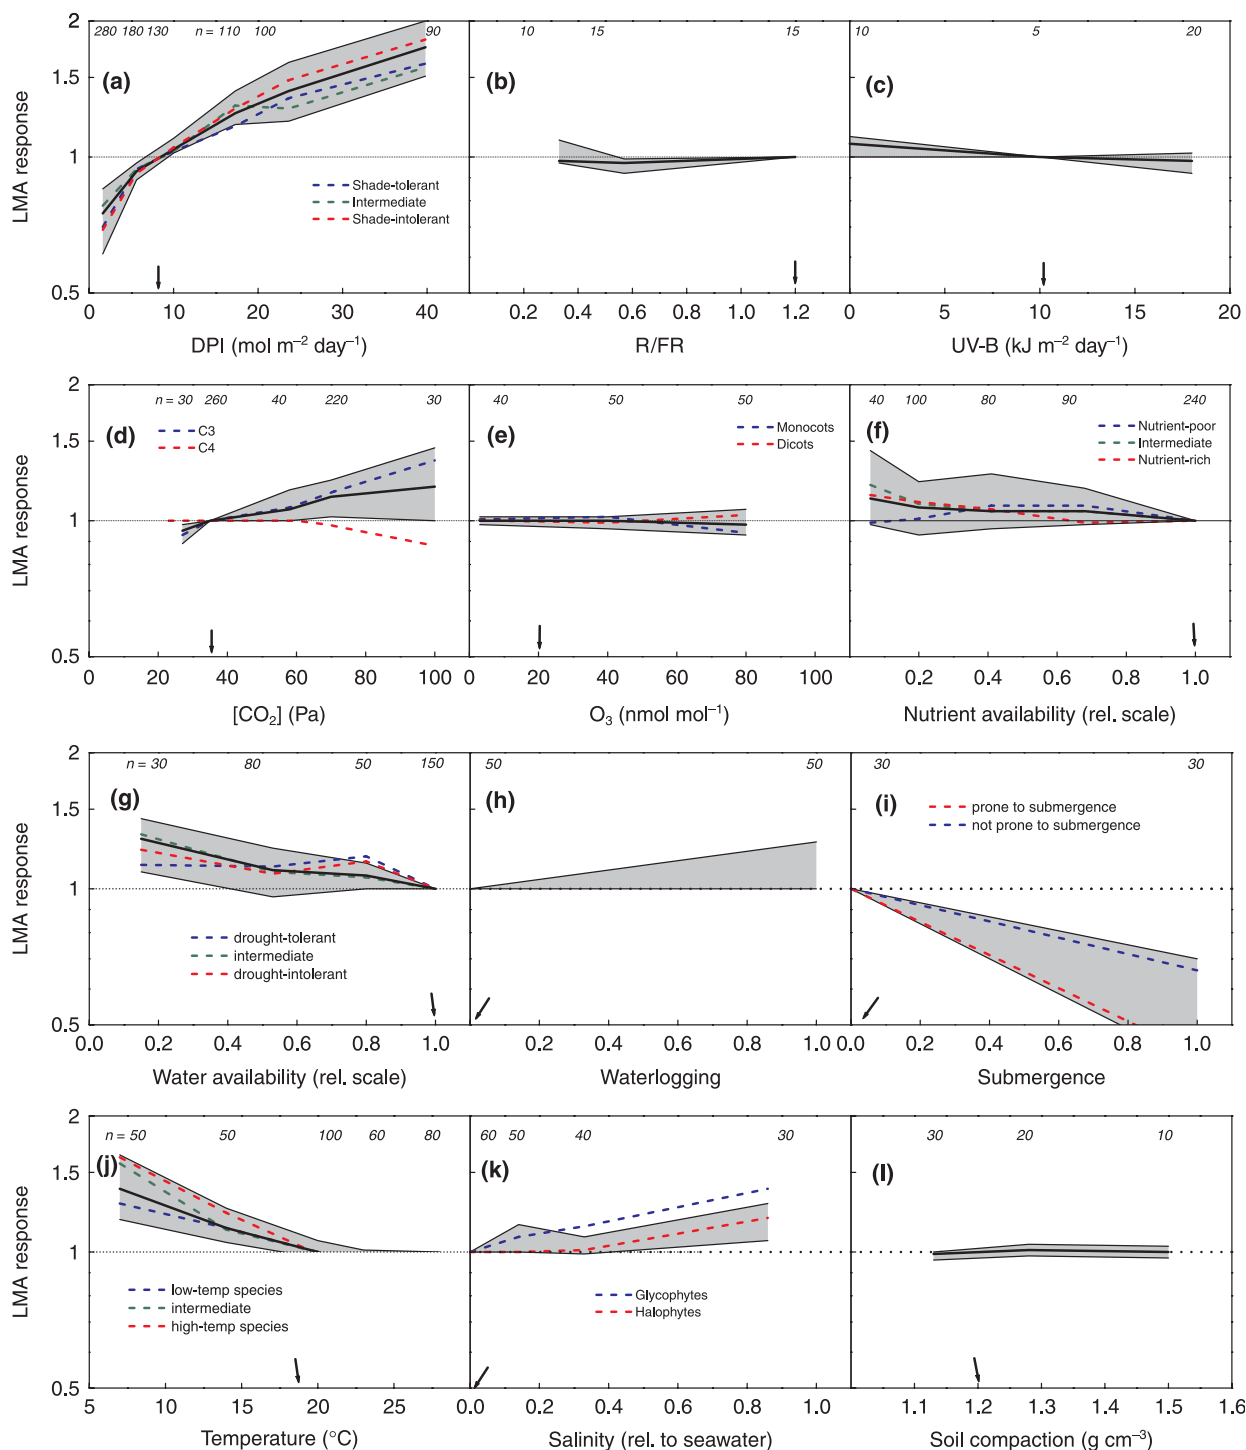 280 180 130 n = 110 100 90
10 15 15
10 5 20
(a)
(b)
(c)
LMA response
2
1.5
1
0.5
Shade-tolerant
Intermediate
Shade-intolerant
0 10 20 30 40
0.0 0.2 0.4 0.6 0.8 1.0 1.2
0 5 10 15 20
DPI (mol m⁻² day⁻¹)
R/FR
UV-B (kJ m⁻² day⁻¹)
n = 30 260 40 220 30
40 50 50
40 100 80 90 240
(d)
(e)
(f)
LMA response
2
1.5
1
0.5
C3
C4
Monocots
Dicots
Nutrient-poor
Intermediate
Nutrient-rich
0 20 40 60 80 100
0 20 40 60 80 100
0.2 0.4 0.6 0.8 1.0
[CO₂] (Pa)
O₃ (nmol mol⁻¹)
Nutrient availability (rel. scale)
n = 30 80 50 150
50 50
30 30
(g)
(h)
(i)
LMA response
2
1.5
1
0.5
drought-tolerant
intermediate
drought-intolerant
prone to submergence
not prone to submergence
0.0 0.2 0.4 0.6 0.8 1.0
0.0 0.2 0.4 0.6 0.8 1.0
0.0 0.2 0.4 0.6 0.8 1.0
Water availability (rel. scale)
Waterlogging
Submergence
n = 50 50 100 60 80
60 50 40 30
30 20 10
(j)
(k)
(l)
LMA response
2
1.5
1
0.5
low-temp species
intermediate
high-temp species
Glycophytes
Halophytes
5 10 15 20 25
0.0 0.2 0.4 0.6 0.8 1.0
1.1 1.2 1.3 1.4 1.5 1.6
Temperature (°C)
Salinity (rel. to seawater)
Soil compaction (g cm⁻³)